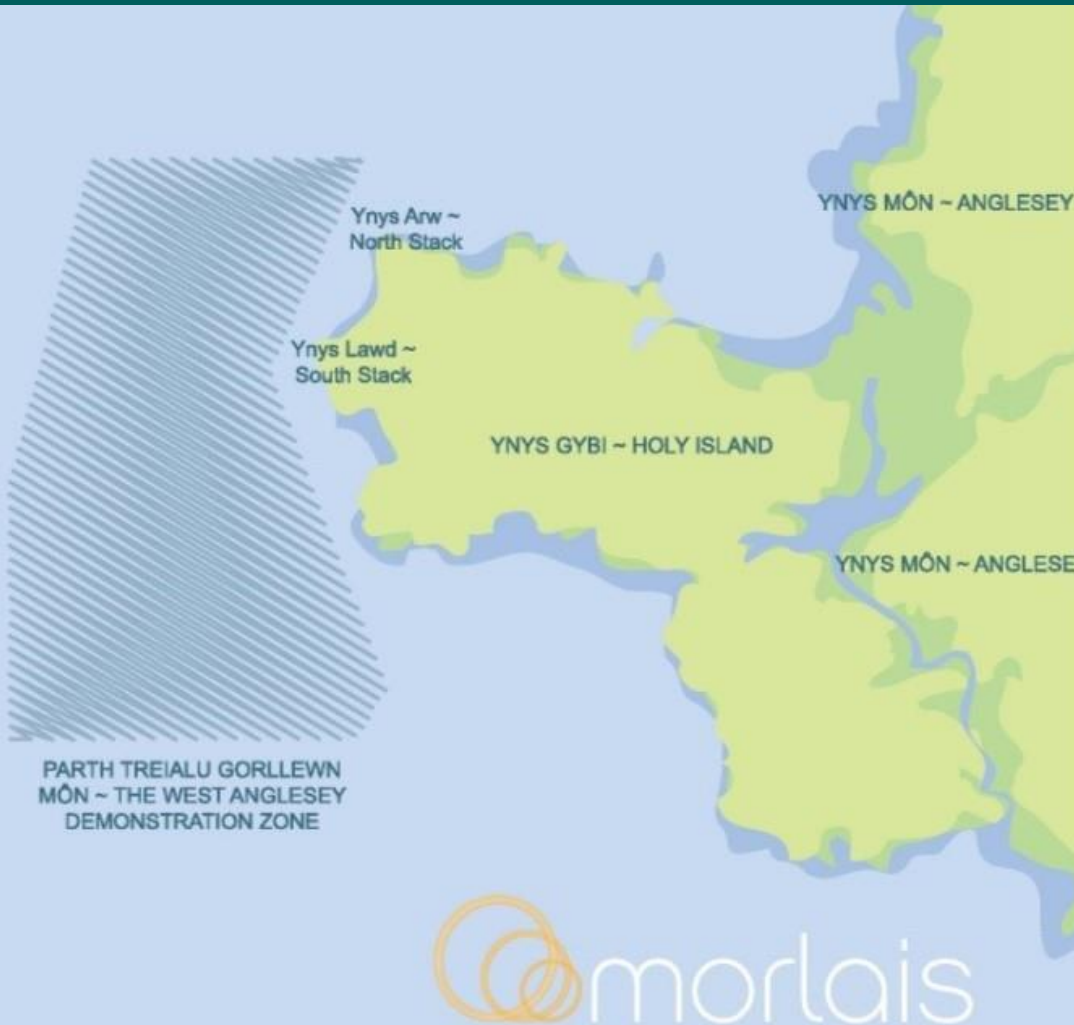 Ynys Arw ~
North Stack
YNYS MÔN ~ ANGLESEY
Ynys Lawd ~
South Stack
YNYS GYBI ~ HOLY ISLAND
YNYS MÔN ~ ANGLESE
PARTH TREIALU GORLLEWN
MÔN ~ THE WEST ANGLESEY
DEMONSTRATION ZONE
morlais